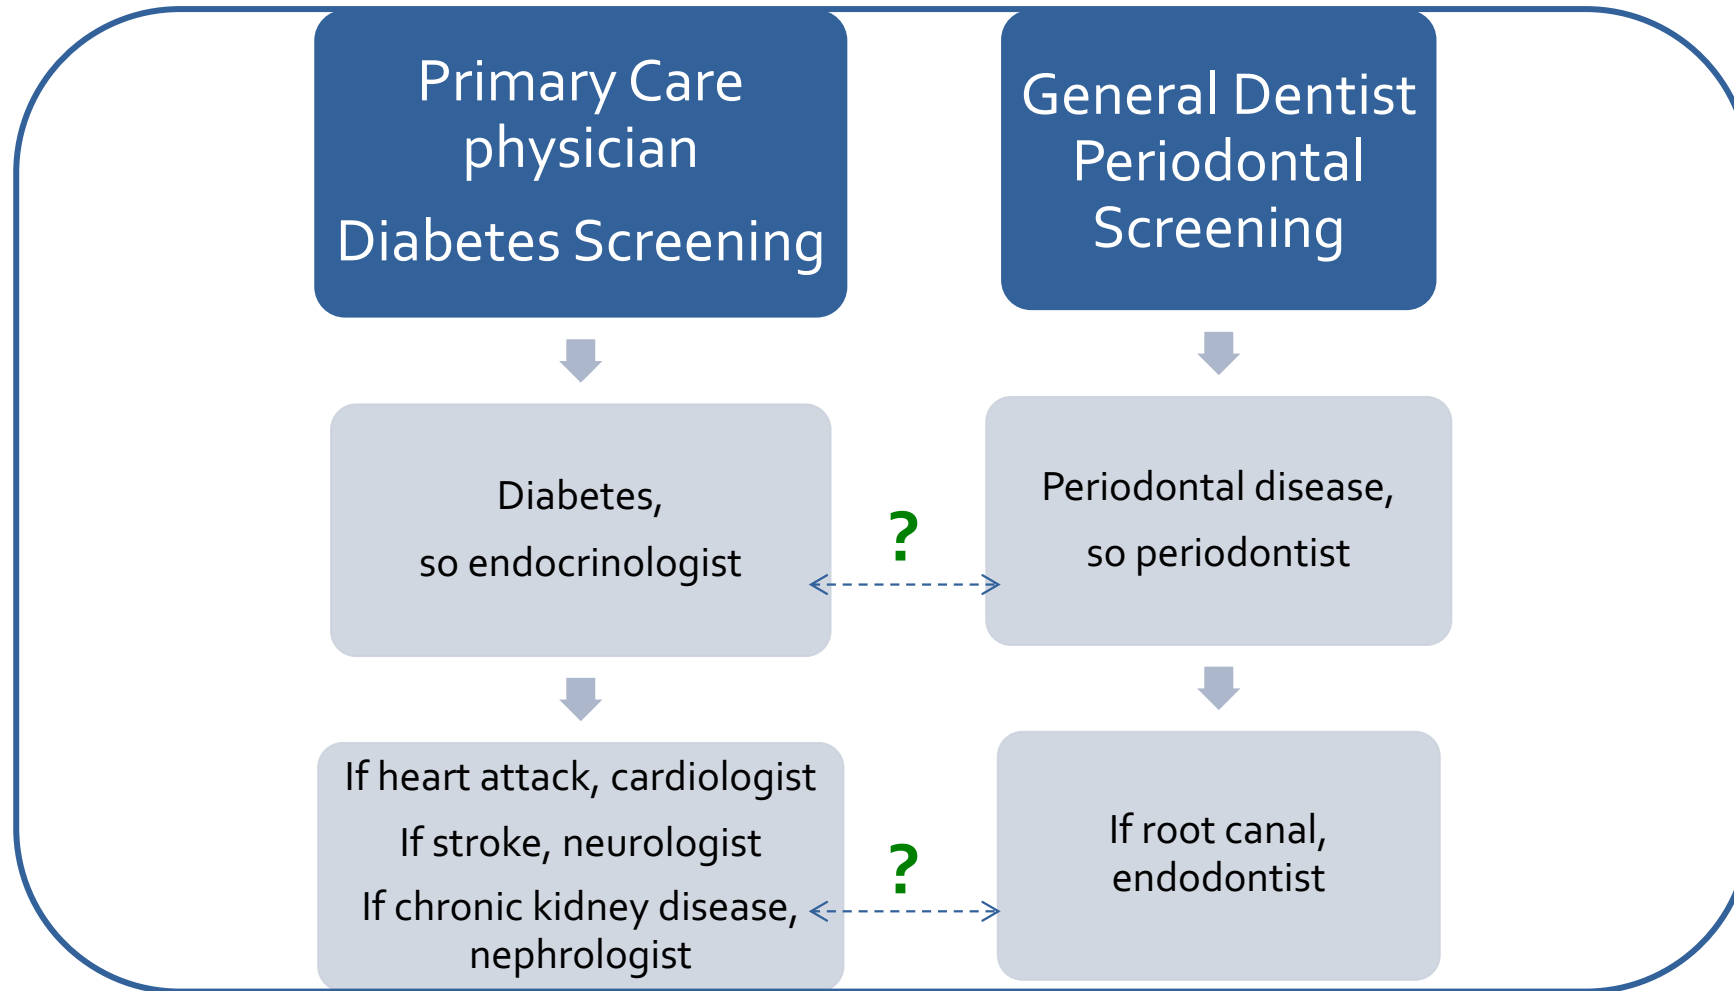 Primary Care
physician
Diabetes Screening
General Dentist
Periodontal
Screening
Diabetes,
so endocrinologist
?
Periodontal disease,
so periodontist
If heart attack, cardiologist
If stroke, neurologist
If chronic kidney disease,
nephrologist
?
If root canal,
endodontist